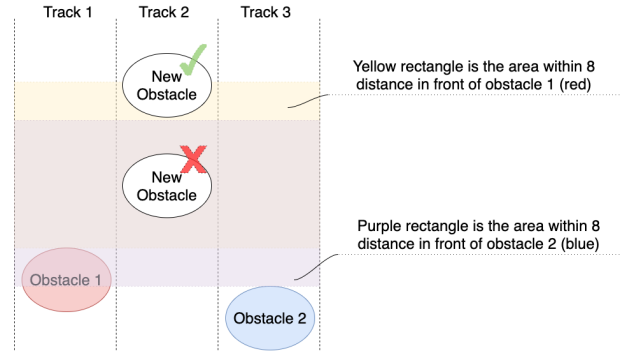 Track 1 Track 2 Track 3
New
Obstacle
Yellow rectangle is the area within 8
distance in front of obstacle 1 (red)
New
Obstacle
Purple rectangle is the area within 8
distance in front of obstacle 2 (blue)
Obstacle 1
Obstacle 2